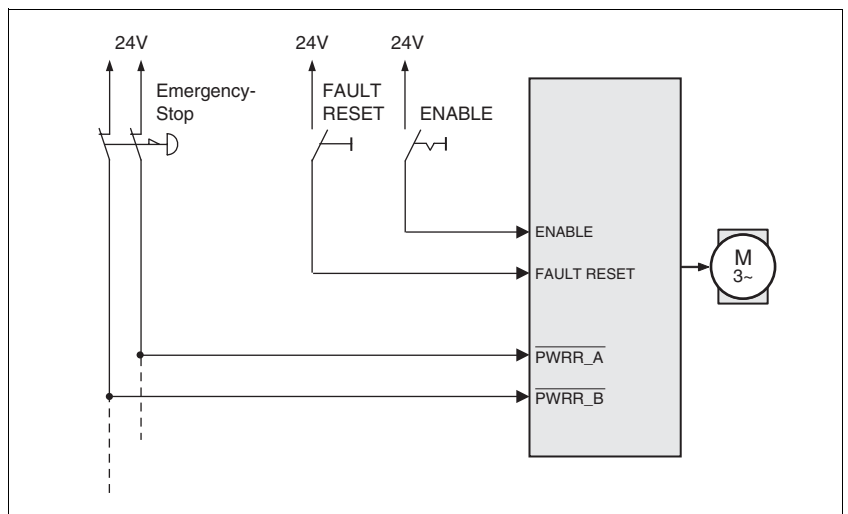 24V
24V
24V
Emergency-
Stop
FAULT
RESET
ENABLE
ENABLE
FAULT RESET
PWRR_A
PWRR_B
M
3~